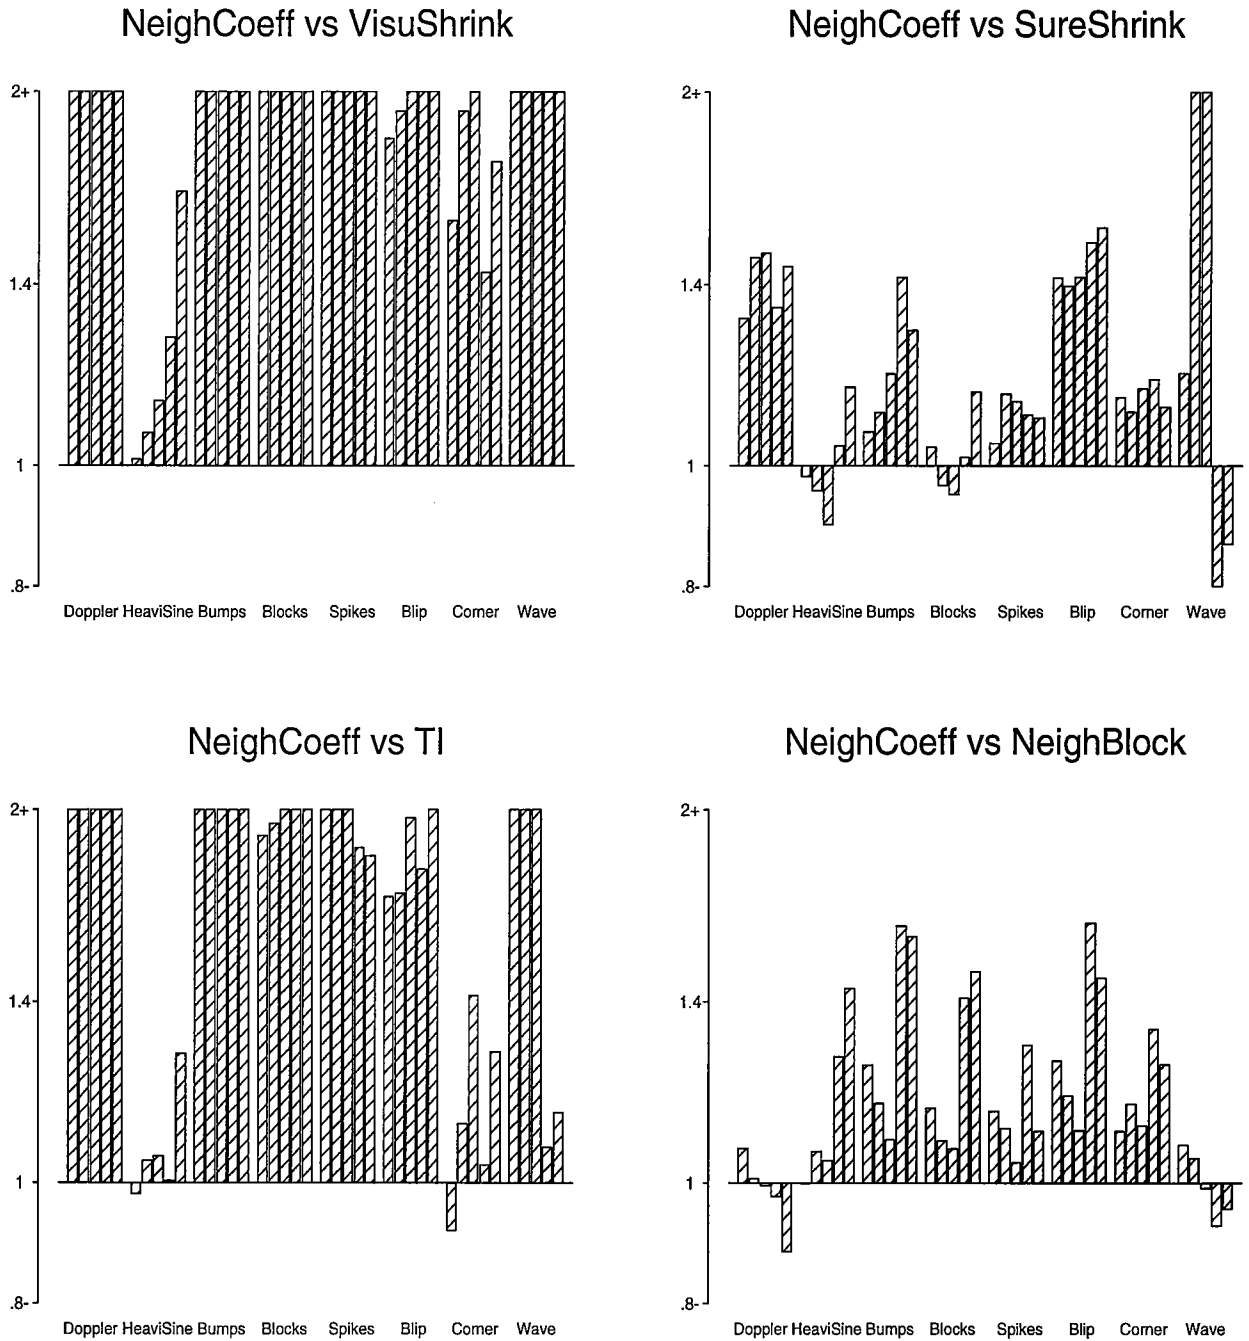 NeighCoeff vs VisuShrink
2+
1.4
1
.8-
Doppler HeaviSine Bumps Blocks Spikes Blip Corner Wave
NeighCoeff vs SureShrink
2+
1.4
1
.8-
Doppler HeaviSine Bumps Blocks Spikes Blip Corner Wave
NeighCoeff vs TI
2+
1.4
1
.8-
Doppler HeaviSine Bumps Blocks Spikes Blip Corner Wave
NeighCoeff vs NeighBlock
2+
1.4
1
.8-
Doppler HeaviSine Bumps Blocks Spikes Blip Corner Wave